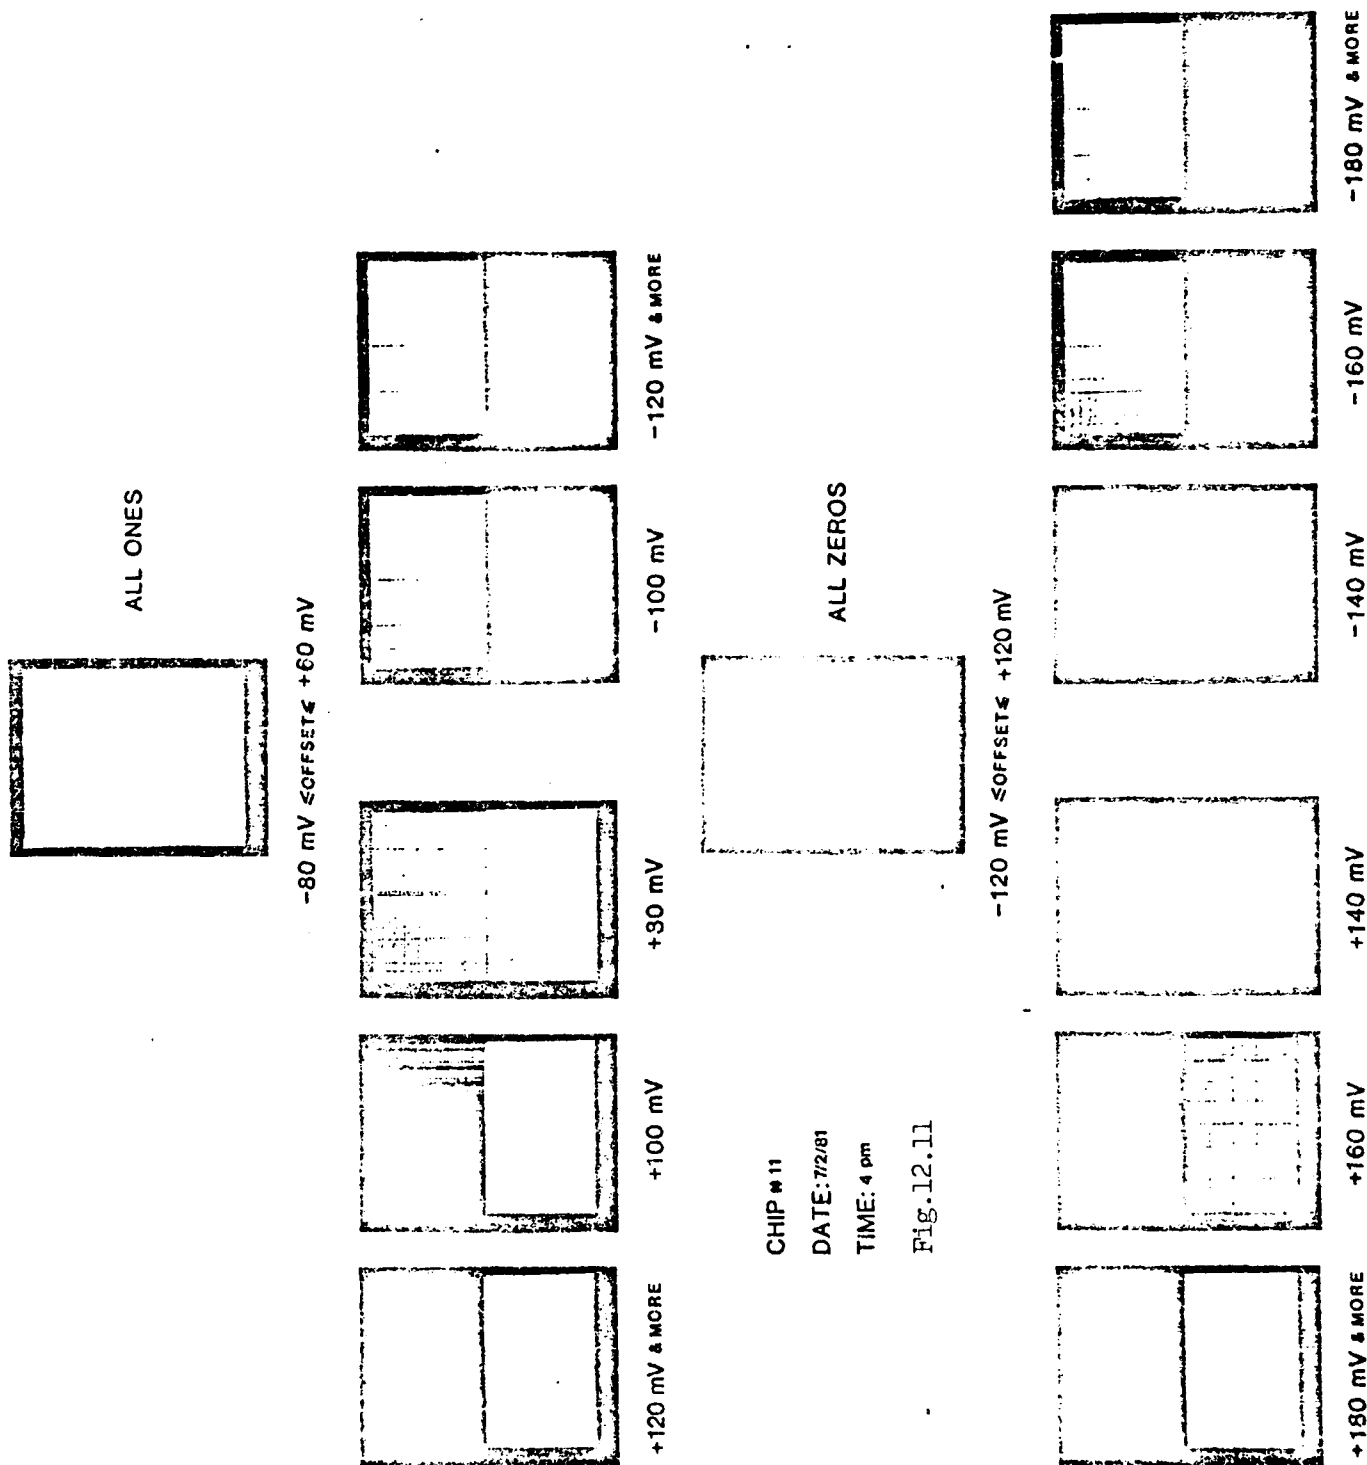 ALL ONES
-80 mV ≤OFFSET≤ +60 mV
+120 mV & MORE
+100 mV
+80 mV
-100 mV
-120 mV & MORE
CHIP # 11
DATE: 7/2/81
TIME: 4 pm
Fig.12.11
ALL ZEROS
-120 mV ≤OFFSET≤ +120 mV
+180 mV & MORE
+160 mV
+140 mV
-140 mV
-160 mV
-180 mV & MORE